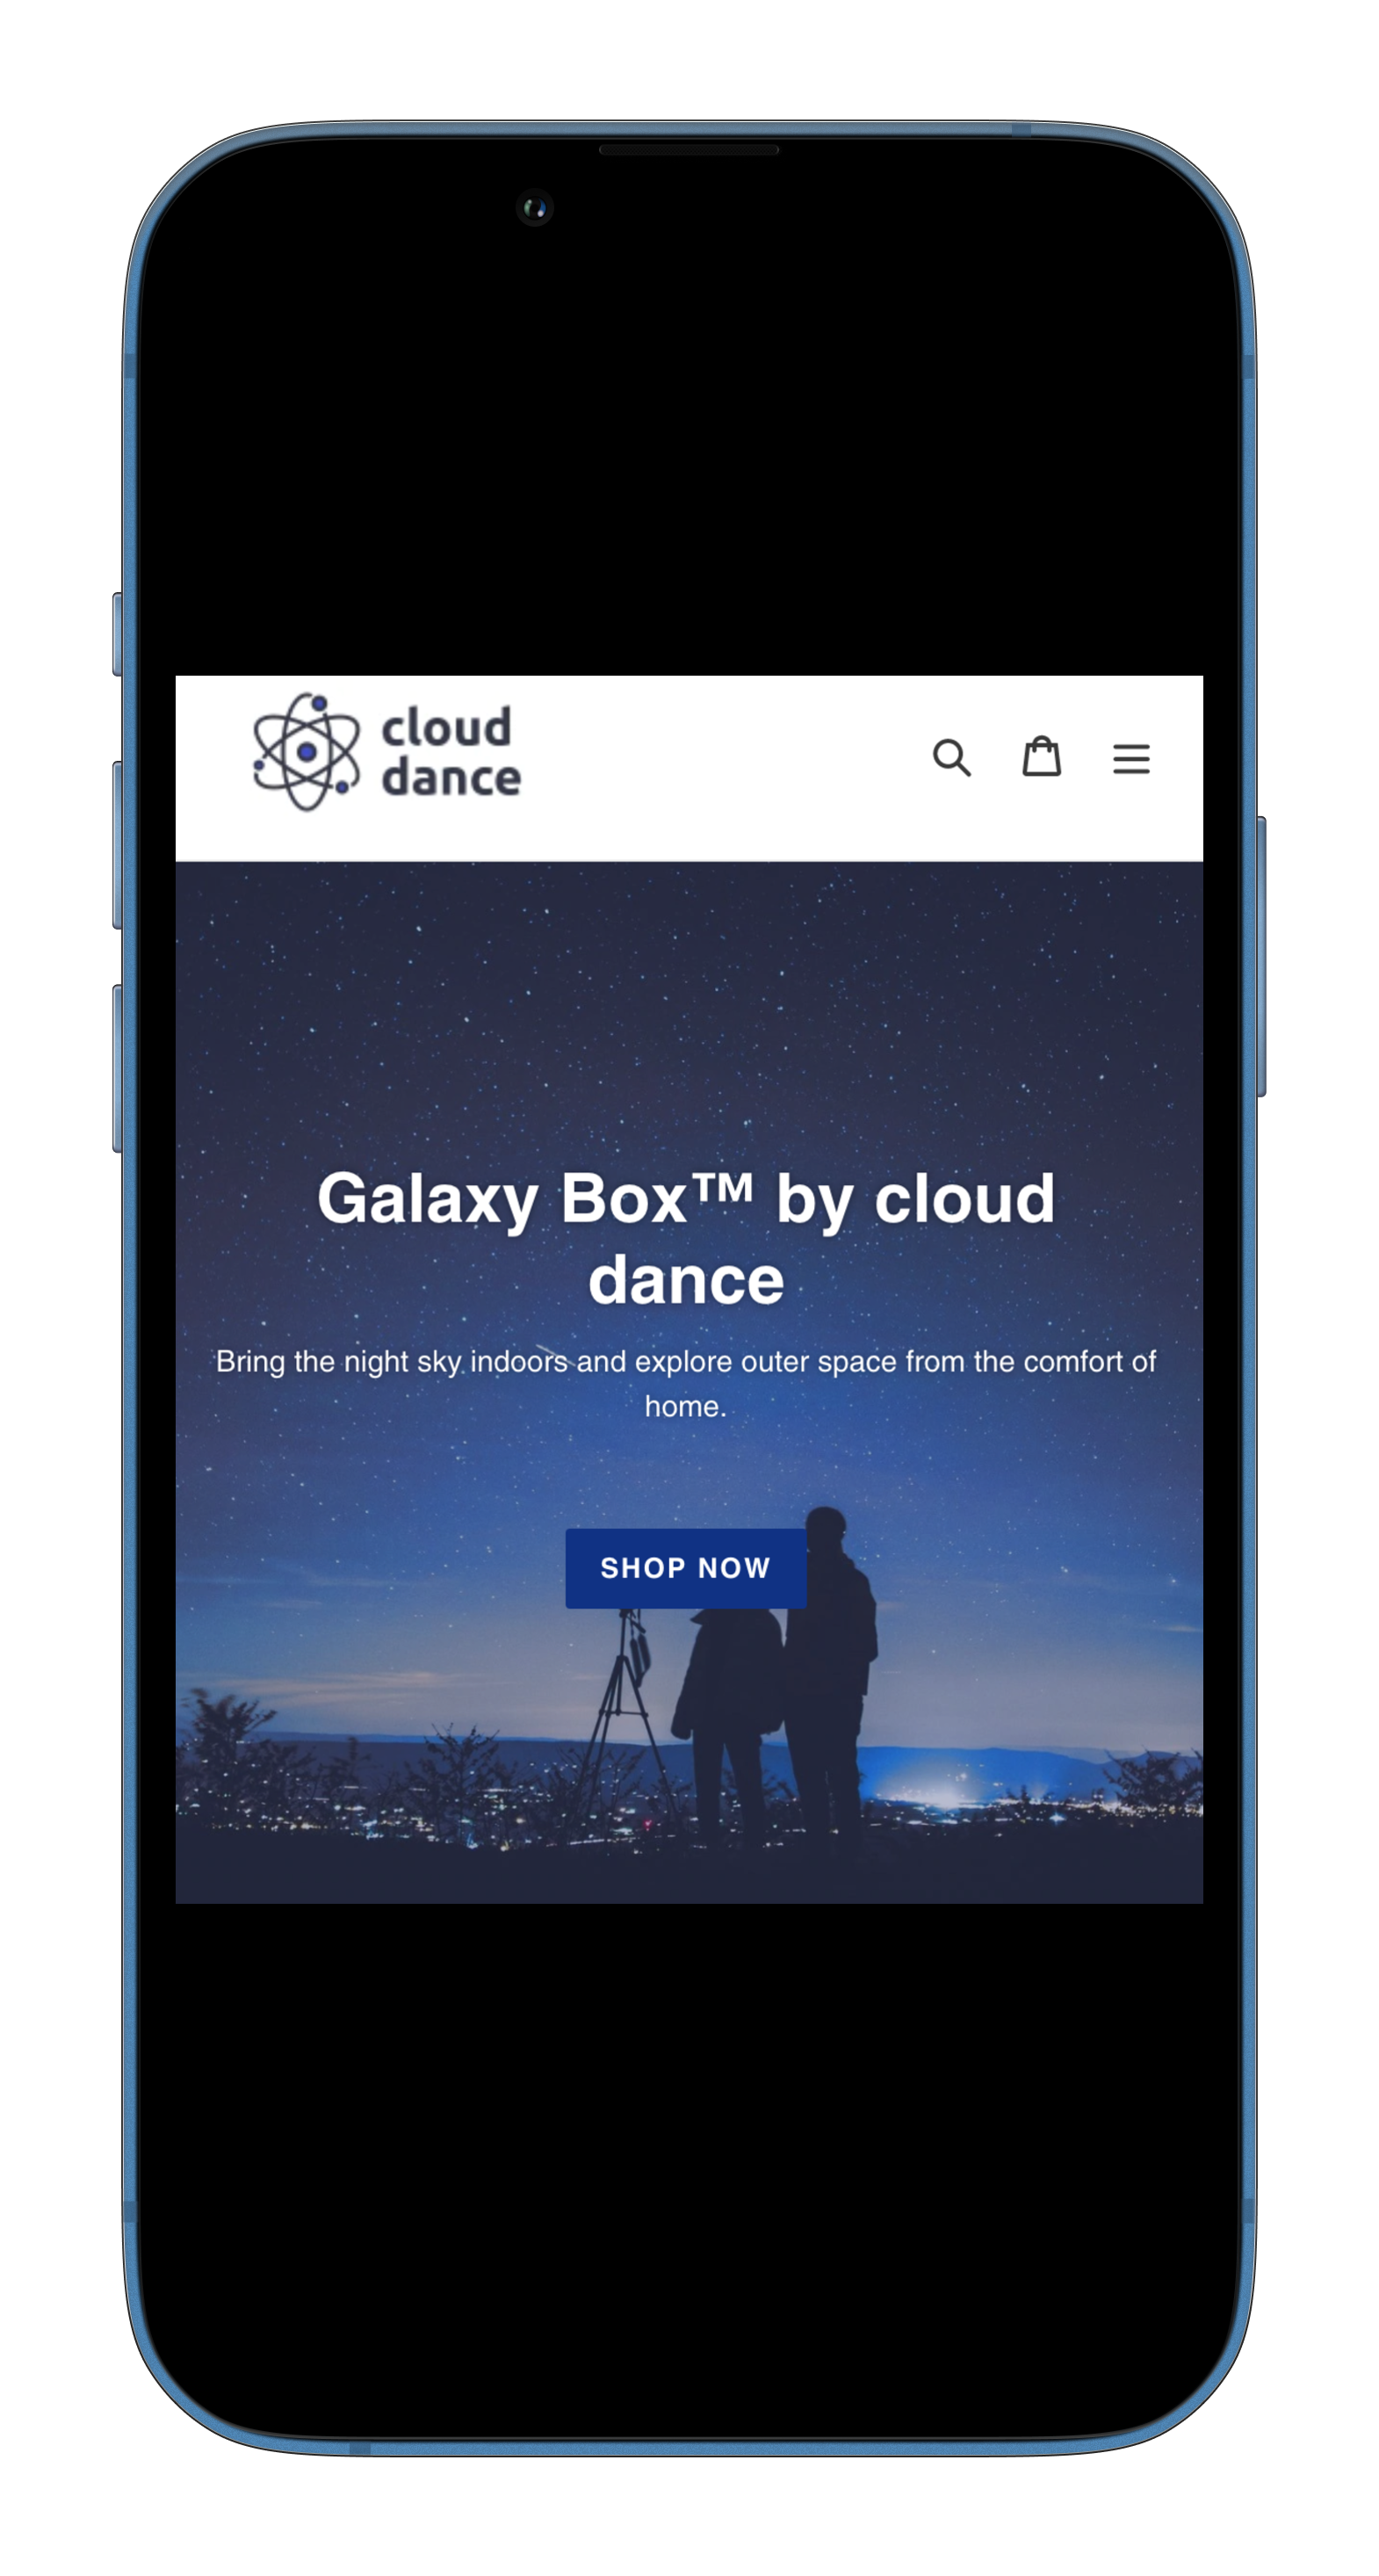 cloud
dance
Galaxy Box™ by cloud
dance
Bring the night sky indoors and explore outer space from the comfort of
home.
SHOP NOW